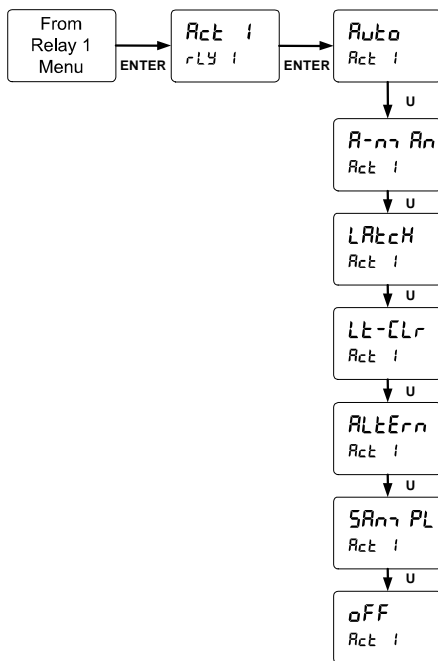 From
Relay 1
Menu
ENTER
Act 1
rLY 1
ENTER
Auto
Act 1
U
A-mAn
Act 1
U
LAtcH
Act 1
U
Lt-CLr
Act 1
U
ALtErn
Act 1
U
SAmPL
Act 1
U
oFF
Act 1